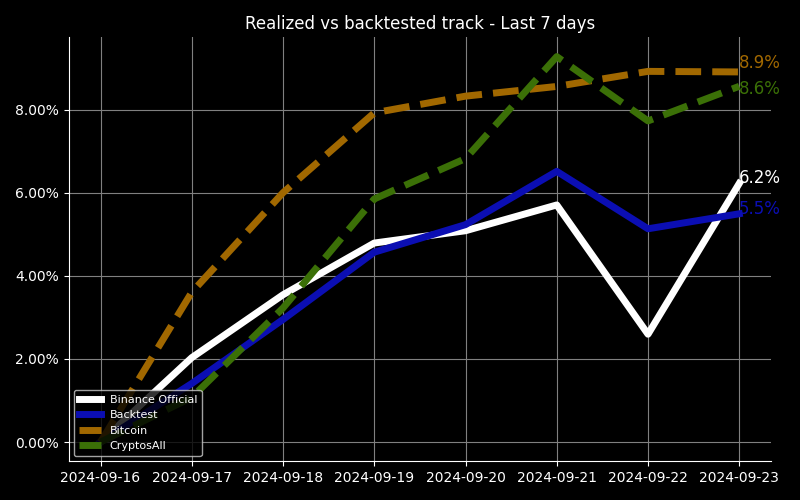 Realized vs backtested track - Last 7 days
8.9%
8.6%
8.00%
6.2%
6.00%
5.5%
4.00%
2.00%
0.00%
Binance Official
Backtest
Bitcoin
CryptosAll
2024-09-16 2024-09-17 2024-09-18 2024-09-19 2024-09-20 2024-09-21 2024-09-22 2024-09-23